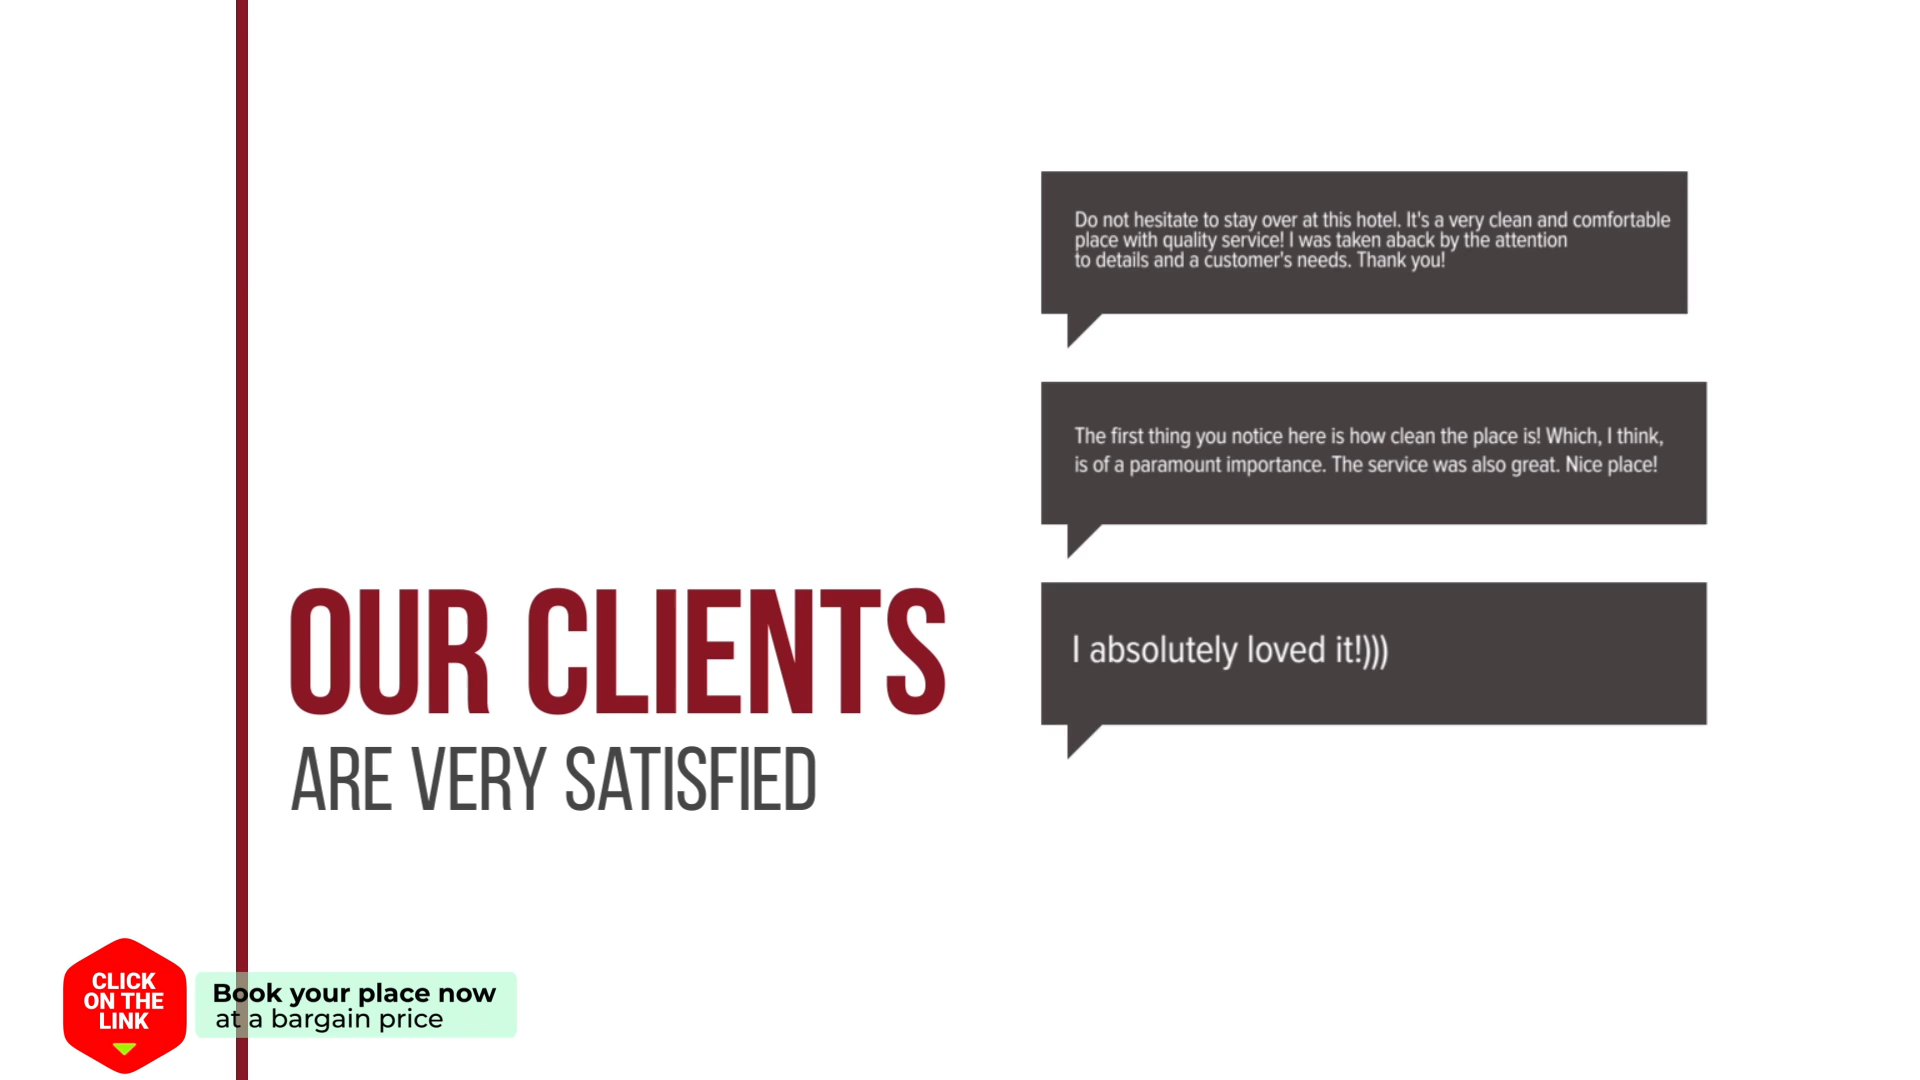 Do not hesitate to stay over at this hotel. It's a very clean and comfortable
place with quality service! I was taken aback by the attention
to details and a customer's needs. Thank you!
The first thing you notice here is how clean the place is! Which, I think,
is of a paramount importance. The service was also great. Nice place!
I absolutely loved it!)))
OUR CLIENTS
ARE VERY SATISFIED
CLICK
ON THE
LINK
Book your place now
at a bargain price